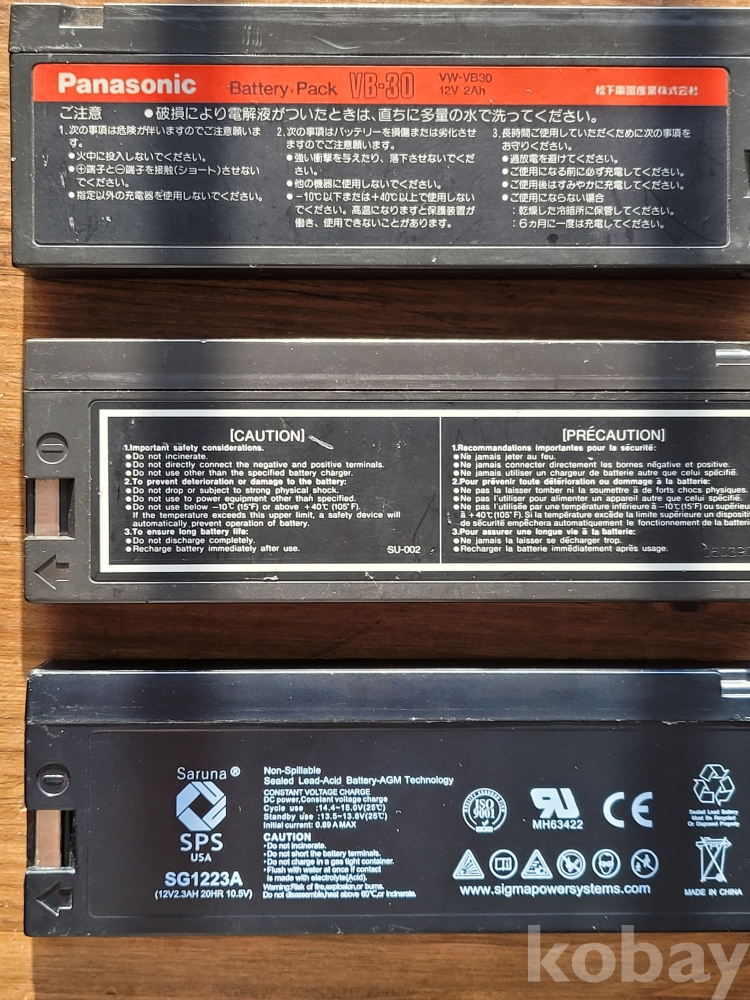 Panasonic Battery・Pack VB-30 VW-VB30
12V 2Ah 松下電器産業株式会社
ご注意 ●破損により電解液がついたときは、直ちに多量の水で洗ってください。
1.次の事項は危険が伴いますのでご注意願いま
す。
●火中に投入しないでください。
●⊕端子と⊖端子を接触(ショート)させない
でください。
●指定以外の充電器を使用しないでください。
2.次の事項はバッテリーを損傷または劣化させ
ますのでご注意願います。
●強い衝撃を与えたり、落下させないでくだ
さい。
●他の機器に使用しないでください。
●−10℃以下または+40℃以上で使用しない
でください。高温になりますと保護装置が
働き、使用できないことがあります。
3.長時間ご使用していただくために次の事項を
お守りください。
●過放電を避けてください。
●ご使用になる前に必ず充電してください。
●ご使用後はすみやかに充電してください。
●ご使用にならない場合
:乾燥した冷暗所に保管してください。
:6ヵ月に一度は充電してください。
[CAUTION]
1.Important safety considerations.
●Do not incinerate.
●Do not directly connect the negative and positive terminals.
●Do not use other than the specified battery charger.
2.To prevent deterioration or damage to the battery:
●Do not drop or subject to strong physical shock.
●Do not use to power equipment other than specified.
●Do not use below −10℃ (15°F) or above +40℃ (105°F).
If the temperature exceeds this upper limit, a safety device will
automatically prevent operation of battery.
3.To ensure long battery life:
●Do not discharge completely.
●Recharge battery immediately after use.
SU-002
[PRÉCAUTION]
1.Recommandations importantes pour la sécurité:
●Ne jamais jeter au feu.
●Ne jamais connecter directement les bornes négative et positive.
●Ne jamais utiliser un chargeur de batterie autre que celui spécifié.
2.Pour prévenir toute détérioration ou dommage à la batterie:
●Ne pas la laisser tomber ni la soumettre à de forts chocs physiques.
●Ne pas l'utiliser pour alimenter un appareil autre que celui spécifié.
●Ne pas l'utilisée par une température inférieure à −10℃ (15°F) ou supérieu
à +40℃ (105°F). Si la température excède la limite supérieure un dispositi
de sécurité empêchera automatiquement le fonctionnement de la batteri
3.Pour assurer une longue vie à la batterie:
●Ne jamais la laisser se décharger trop.
●Recharger la batterie immédiatement après usage.
Saruna®
SPS
USA
SG1223A
(12V2.3AH 20HR 10.5V)
Non-Spillable
Sealed Lead-Acid Battery-AGM Technology
CONSTANT VOLTAGE CHARGE
DC power,Constant voltage charge
Cycle use :14.4~15.0V(25℃)
Standby use :13.5~13.8V(25℃)
Initial current: 0.69 A MAX
CAUTION
•Do not incinerate.
•Do not short the battery terminals.
•Do not charge in a gas tight container.
•Flush with water at once if contact
is made with electrolyte(Acid).
Warning:Risk of fire,explosion,or burns.
Do not disassemble,heat above 60℃,or incinerate.
ISO
9001
MH63422
CE
www.sigmapowersystems.com
Pb
Sealed Lead Battery
Must Be Recycled
Or Disposed Properly
MADE IN CHINA
kobay